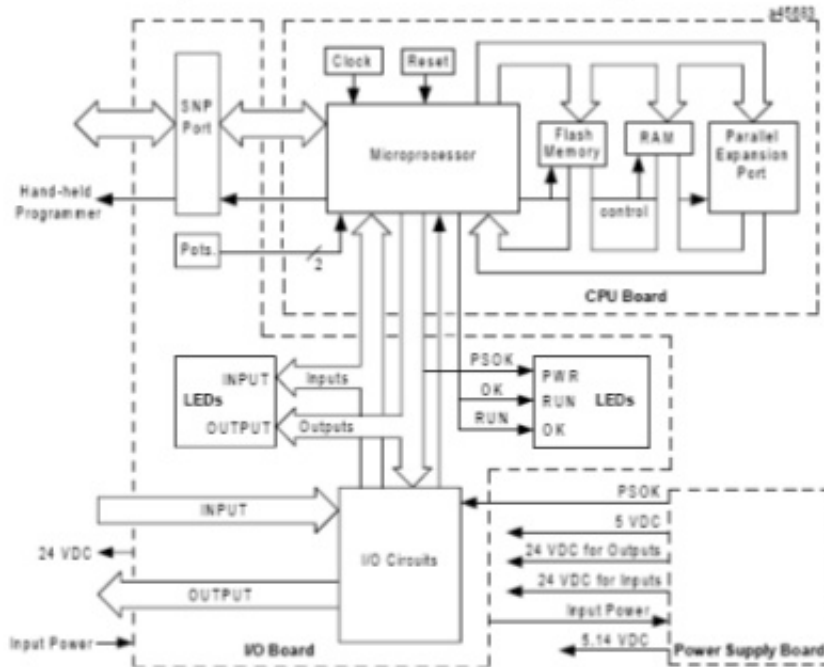 a45683
Clock
Reset
SNP
Port
Microprocessor
Flash
Memory
RAM
Parallel
Expansion
Port
Hand-held
Programmer
control
Pots.
2
CPU Board
INPUT
Inputs
LEDs
OUTPUT
Outputs
PSOK
PWR
OK
RUN
LEDs
RUN
OK
INPUT
PSOK
5 VDC
24 VDC
I/O Circuits
24 VDC for Outputs
24 VDC for Inputs
OUTPUT
Input Power
Input Power
I/O Board
5.14 VDC
Power Supply Board